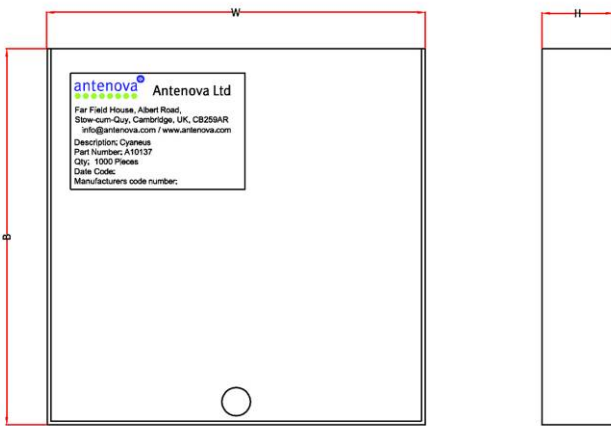 W
H
antenova®
Antenova Ltd
Far Field House, Albert Road,
Stow-cum-Quy, Cambridge, UK, CB259AR
info@antenova.com / www.antenova.com
Description: Cyaneus
Part Number: A10137
Qty: 1000 Pieces
Date Code:
Manufacturers code number:
B